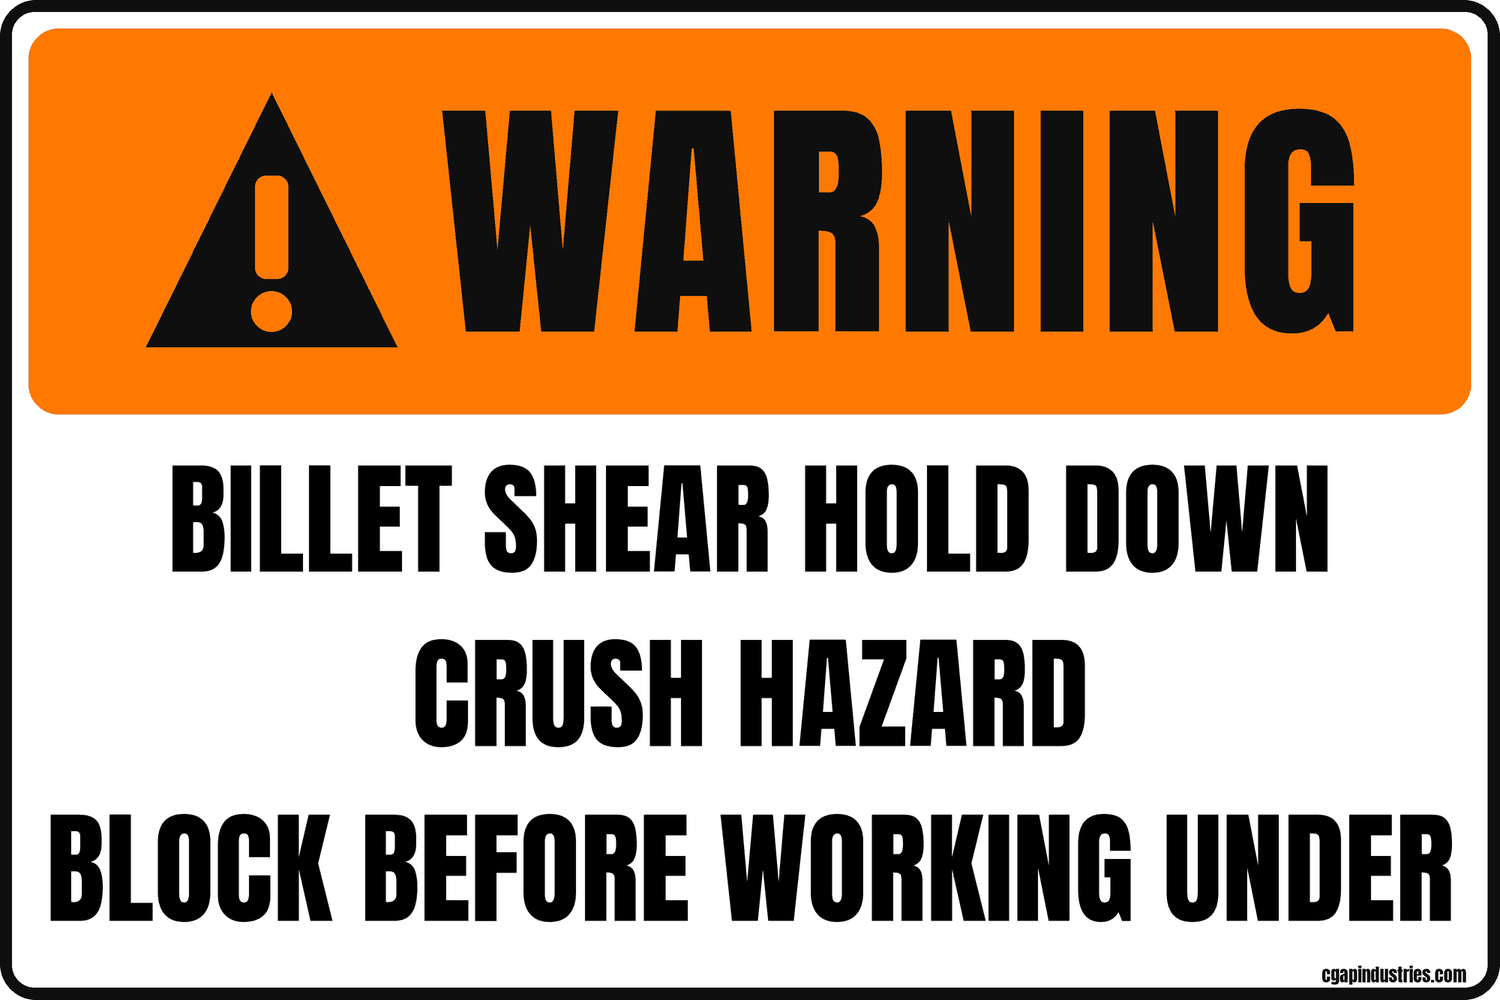 WARNING
BILLET SHEAR HOLD DOWN
CRUSH HAZARD
BLOCK BEFORE WORKING UNDER
cgapindustries.com